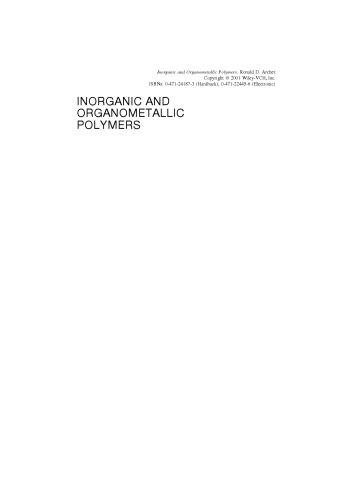 Inorganic and Organometallic Polymers. Ronald D. Archer
Copyright © 2001 Wiley-VCH, Inc.
ISBNs: 0-471-24187-3 (Hardback); 0-471-22445-6 (Electronic)
INORGANIC AND
ORGANOMETALLIC
POLYMERS